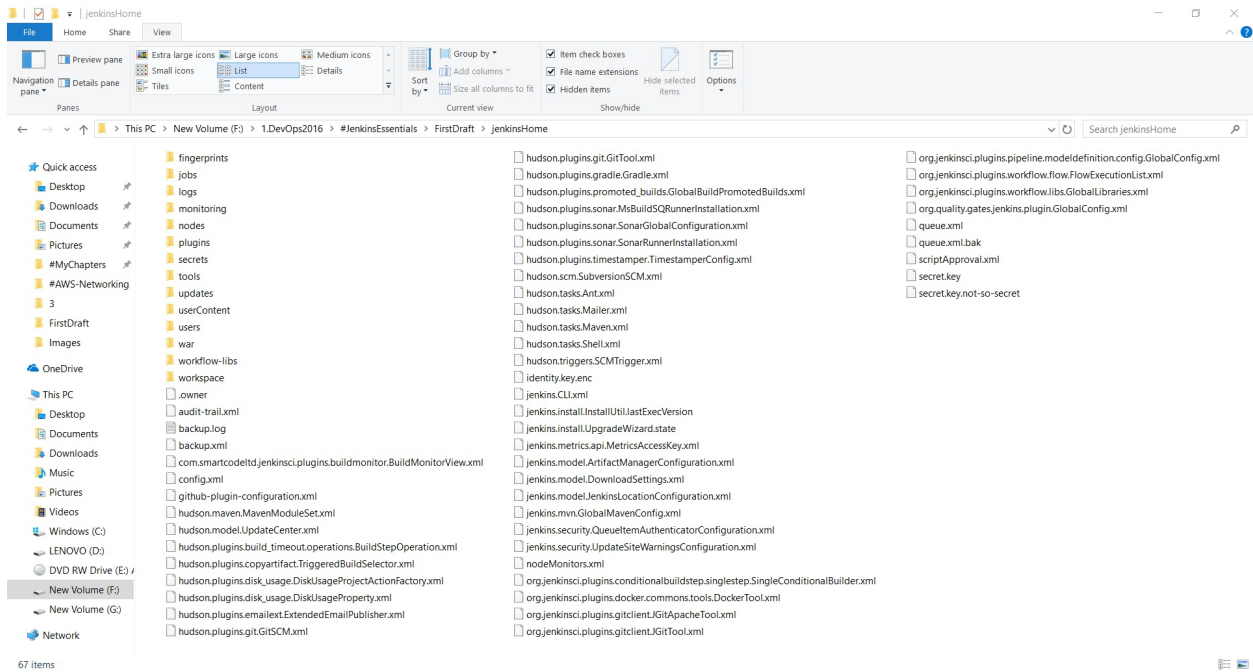 jenkinsHome
File Home Share View
Navigation pane
Preview pane
Details pane
Panes
Extra large icons Large icons Medium icons
Small icons List Details
Tiles Content
Layout
Sort by
Group by
Add columns
Size all columns to fit
Current view
Item check boxes
File name extensions
Hidden items
Hide selected items
Show/hide
Options
This PC > New Volume (F:) > 1.DevOps2016 > #JenkinsEssentials > FirstDraft > jenkinsHome
Search jenkinsHome
Quick access
Desktop
Downloads
Documents
Pictures
#MyChapters
#AWS-Networking
3
FirstDraft
Images
OneDrive
This PC
Desktop
Documents
Downloads
Music
Pictures
Videos
Windows (C:)
LENOVO (D:)
DVD RW Drive (E:) A
New Volume (F:)
New Volume (G:)
Network
fingerprints
jobs
logs
monitoring
nodes
plugins
secrets
tools
updates
userContent
users
war
workflow-libs
workspace
.owner
audit-trail.xml
backup.log
backup.xml
com.smartcodeltd.jenkinsci.plugins.buildmonitor.BuildMonitorView.xml
config.xml
github-plugin-configuration.xml
hudson.maven.MavenModuleSet.xml
hudson.model.UpdateCenter.xml
hudson.plugins.build_timeout.operations.BuildStepOperation.xml
hudson.plugins.copyartifact.TriggeredBuildSelector.xml
hudson.plugins.disk_usage.DiskUsageProjectActionFactory.xml
hudson.plugins.disk_usage.DiskUsageProperty.xml
hudson.plugins.emailext.ExtendedEmailPublisher.xml
hudson.plugins.git.GitSCM.xml
hudson.plugins.git.GitTool.xml
hudson.plugins.gradle.Gradle.xml
hudson.plugins.promoted_builds.GlobalBuildPromotedBuilds.xml
hudson.plugins.sonar.MsBuildSQRunnerInstallation.xml
hudson.plugins.sonar.SonarGlobalConfiguration.xml
hudson.plugins.sonar.SonarRunnerInstallation.xml
hudson.plugins.timestamper.TimestamperConfig.xml
hudson.scm.SubversionSCM.xml
hudson.tasks.Ant.xml
hudson.tasks.Mailer.xml
hudson.tasks.Maven.xml
hudson.tasks.Shell.xml
hudson.triggers.SCMTrigger.xml
identity.key.enc
jenkins.CLI.xml
jenkins.install.InstallUtil.lastExecVersion
jenkins.install.UpgradeWizard.state
jenkins.metrics.api.MetricsAccessKey.xml
jenkins.model.ArtifactManagerConfiguration.xml
jenkins.model.DownloadSettings.xml
jenkins.model.JenkinsLocationConfiguration.xml
jenkins.mvn.GlobalMavenConfig.xml
jenkins.security.QueueItemAuthenticatorConfiguration.xml
jenkins.security.UpdateSiteWarningsConfiguration.xml
nodeMonitors.xml
org.jenkinsci.plugins.conditionalbuildstep.singlestep.SingleConditionalBuilder.xml
org.jenkinsci.plugins.docker.commons.tools.DockerTool.xml
org.jenkinsci.plugins.gitclient.JGitApacheTool.xml
org.jenkinsci.plugins.gitclient.JGitTool.xml
org.jenkinsci.plugins.pipeline.modeldefinition.config.GlobalConfig.xml
org.jenkinsci.plugins.workflow.flow.FlowExecutionList.xml
org.jenkinsci.plugins.workflow.libs.GlobalLibraries.xml
org.quality.gates.jenkins.plugin.GlobalConfig.xml
queue.xml
queue.xml.bak
scriptApproval.xml
secret.key
secret.key.not-so-secret
67 items